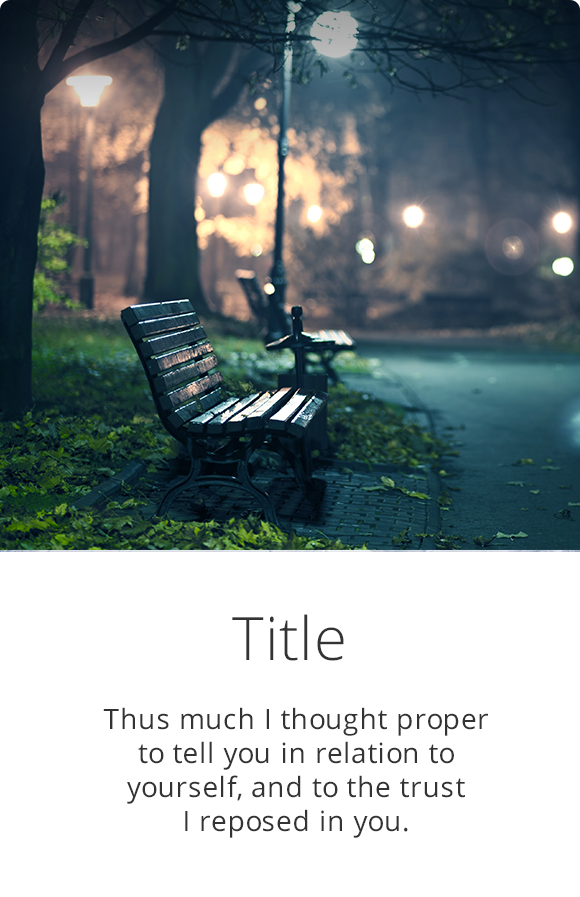 Title
Thus much I thought proper
to tell you in relation to
yourself, and to the trust
I reposed in you.